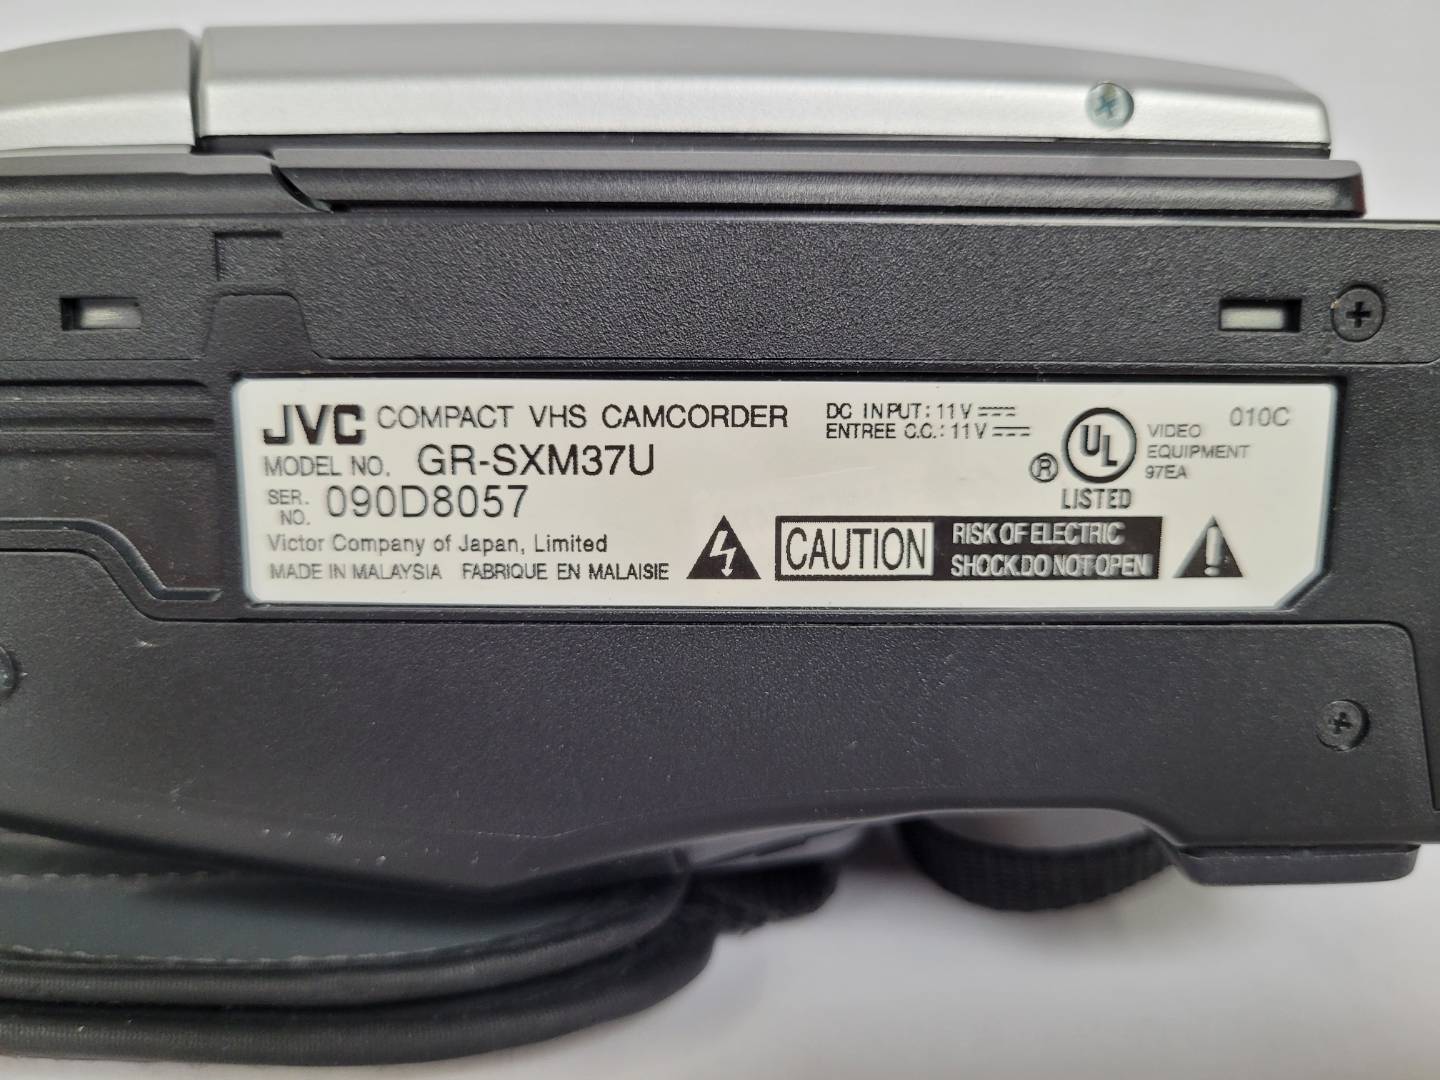 JVC COMPACT VHS CAMCORDER
MODEL NO. GR-SXM37U
SER. NO. 090D8057
Victor Company of Japan, Limited
MADE IN MALAYSIA FABRIQUE EN MALAISIE
DC INPUT: 11V
ENTREE C.C.: 11V
® UL
LISTED
VIDEO
EQUIPMENT
97EA
010C
CAUTION
RISK OF ELECTRIC
SHOCK.DO NOT OPEN